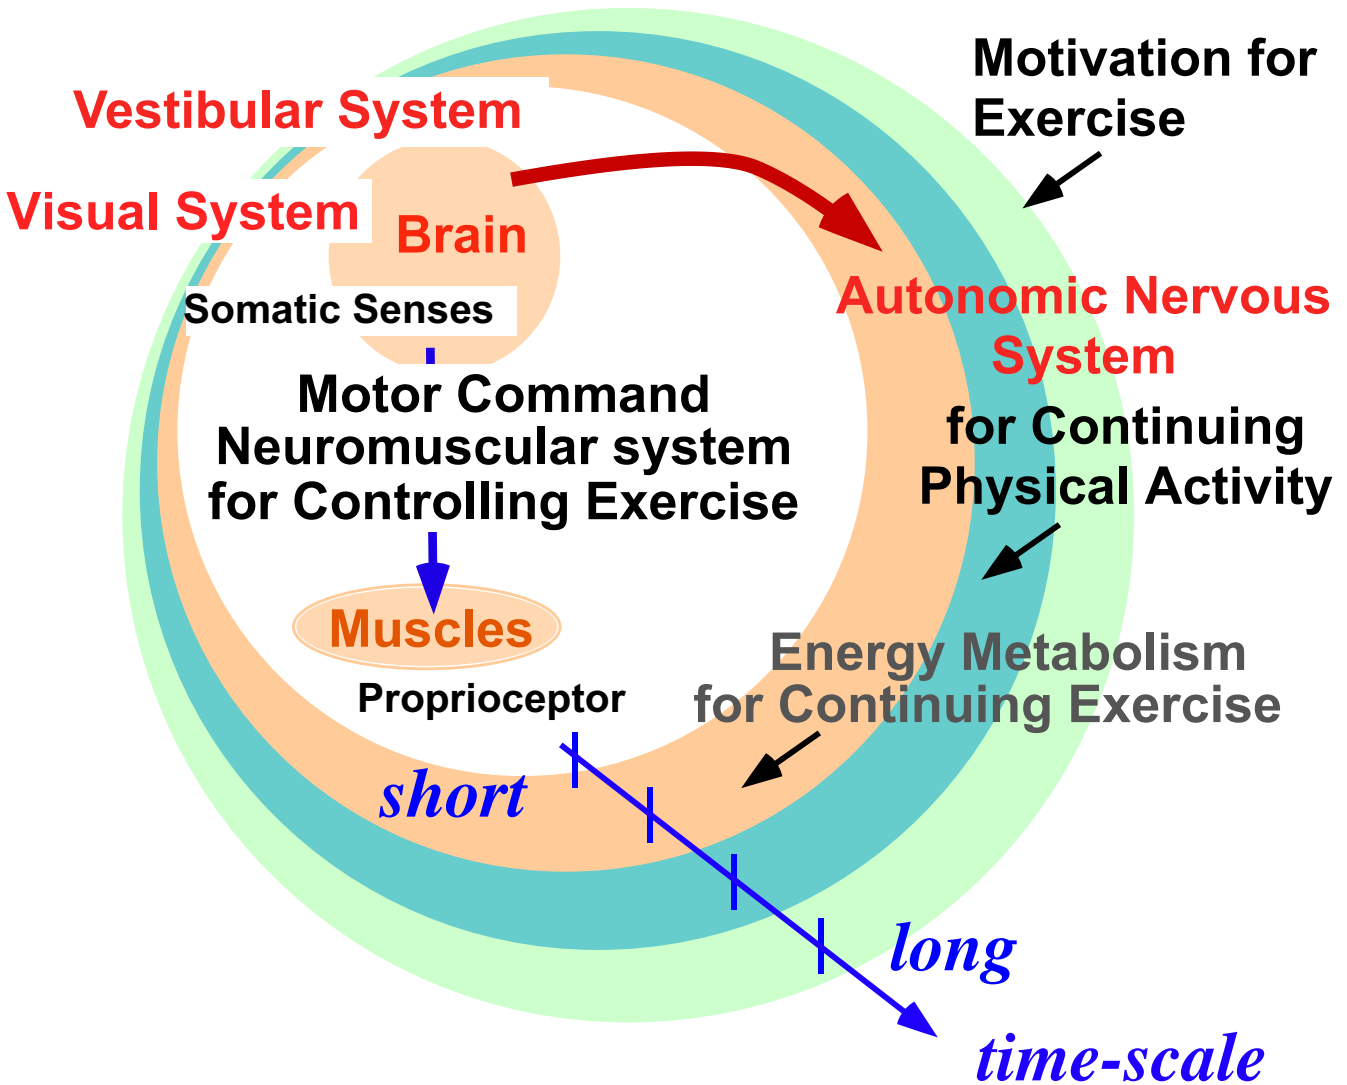 Motivation for
Exercise
Vestibular System
Visual System
Brain
Autonomic Nervous
System
for Continuing
Physical Activity
Somatic Senses
Motor Command
Neuromuscular system
for Controlling Exercise
Muscles
Proprioceptor
Energy Metabolism
for Continuing Exercise
short
long
time-scale